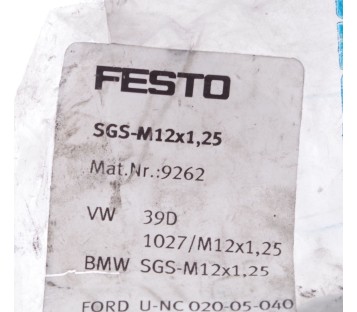 FESTO
SGS-M12x1,25
Mat.Nr.:9262
VW 39D
1027/M12x1,25
BMW SGS-M12x1,25
FORD U-NC 020-05-040